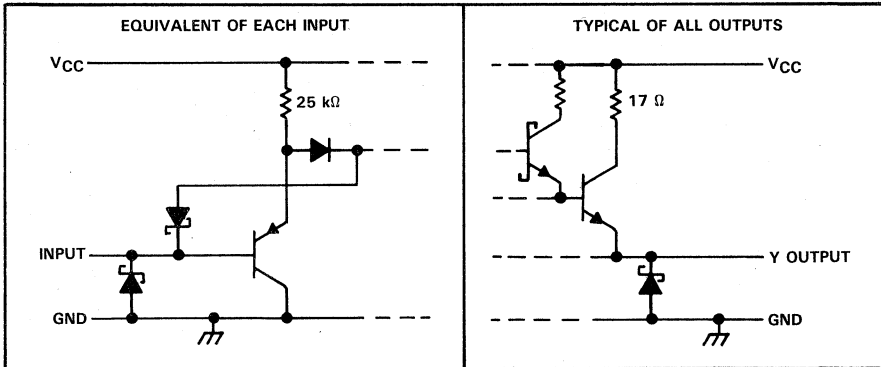 EQUIVALENT OF EACH INPUT
VCC
25 kΩ
INPUT
GND
TYPICAL OF ALL OUTPUTS
VCC
17 Ω
Y OUTPUT
GND